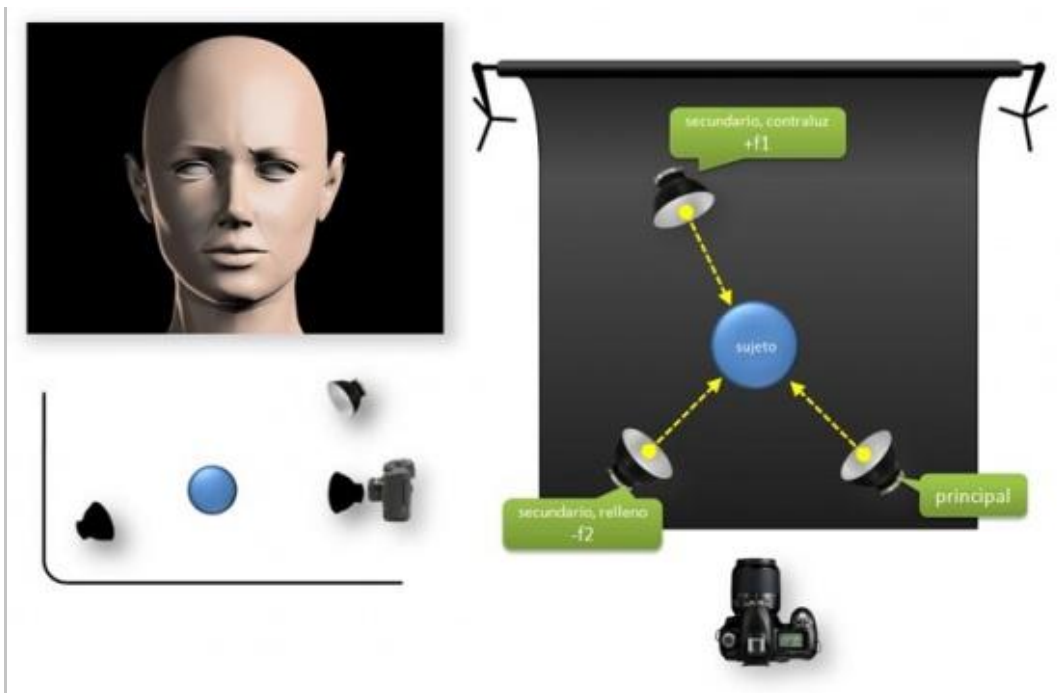 secundario, contraluz
+f1
sujeto
secundario, relleno
-f2
principal